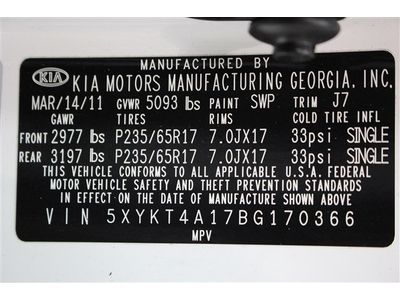 MANUFACTURED BY
KIA KIA MOTORS MANUFACTURING GEORGIA, INC.
MAR/14/11 GVWR 5093 lbs PAINT SWP TRIM J7
GAWR TIRES RIMS COLD TIRE INFL
FRONT 2977 lbs P235/65R17 7.0JX17 33psi SINGLE
REAR 3197 lbs P235/65R17 7.0JX17 33psi SINGLE
THIS VEHICLE CONFORMS TO ALL APPLICABLE U.S.A. FEDERAL
MOTOR VEHICLE SAFETY AND THEFT PREVENTION STANDARDS
IN EFFECT ON THE DATE OF MANUFACTURE SHOWN ABOVE.
VIN 5XYKT4A17BG170366
MPV